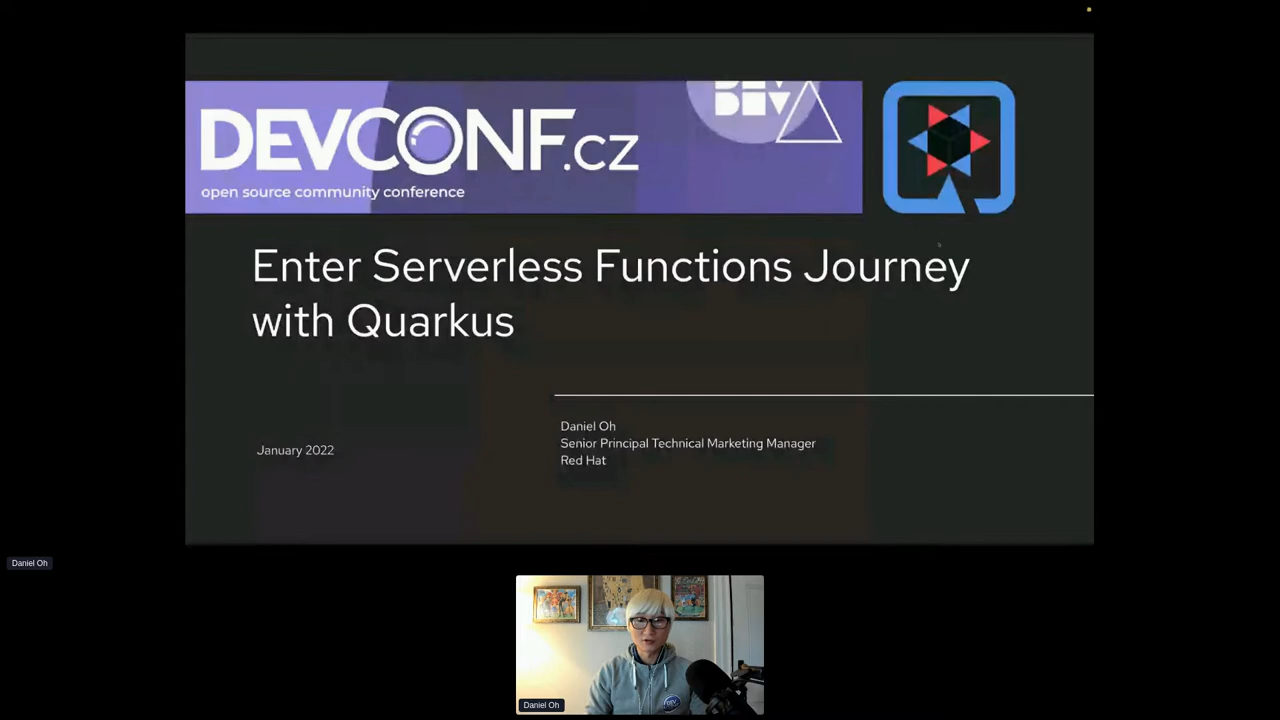 DEVCONF.cz
open source community conference
DEV
Enter Serverless Functions Journey
with Quarkus
Daniel Oh
Senior Principal Technical Marketing Manager
Red Hat
January 2022
Daniel Oh
Daniel Oh